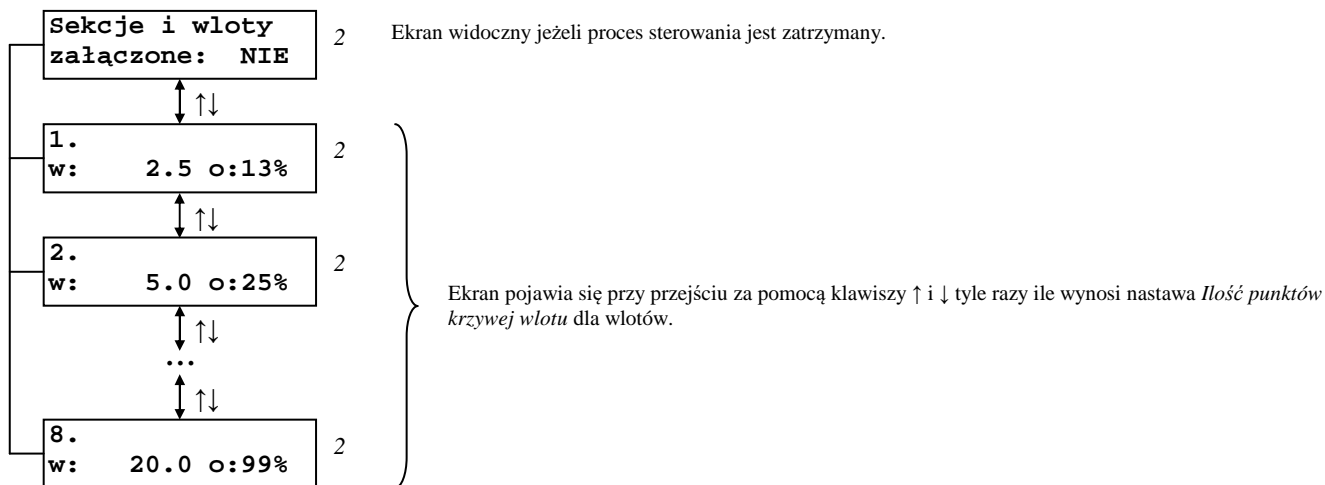 Sekcje i wloty
załączone: NIE
2
Ekran widoczny jeżeli proces sterowania jest zatrzymany.
↑↓
1.
w: 2.5 o:13%
2
↑↓
2.
w: 5.0 o:25%
2
Ekran pojawia się przy przejściu za pomocą klawiszy ↑ i ↓ tyle razy ile wynosi nastawa Ilość punktów
krzywej wlotu dla wlotów.
↑↓
...
↑↓
8.
w: 20.0 o:99%
2